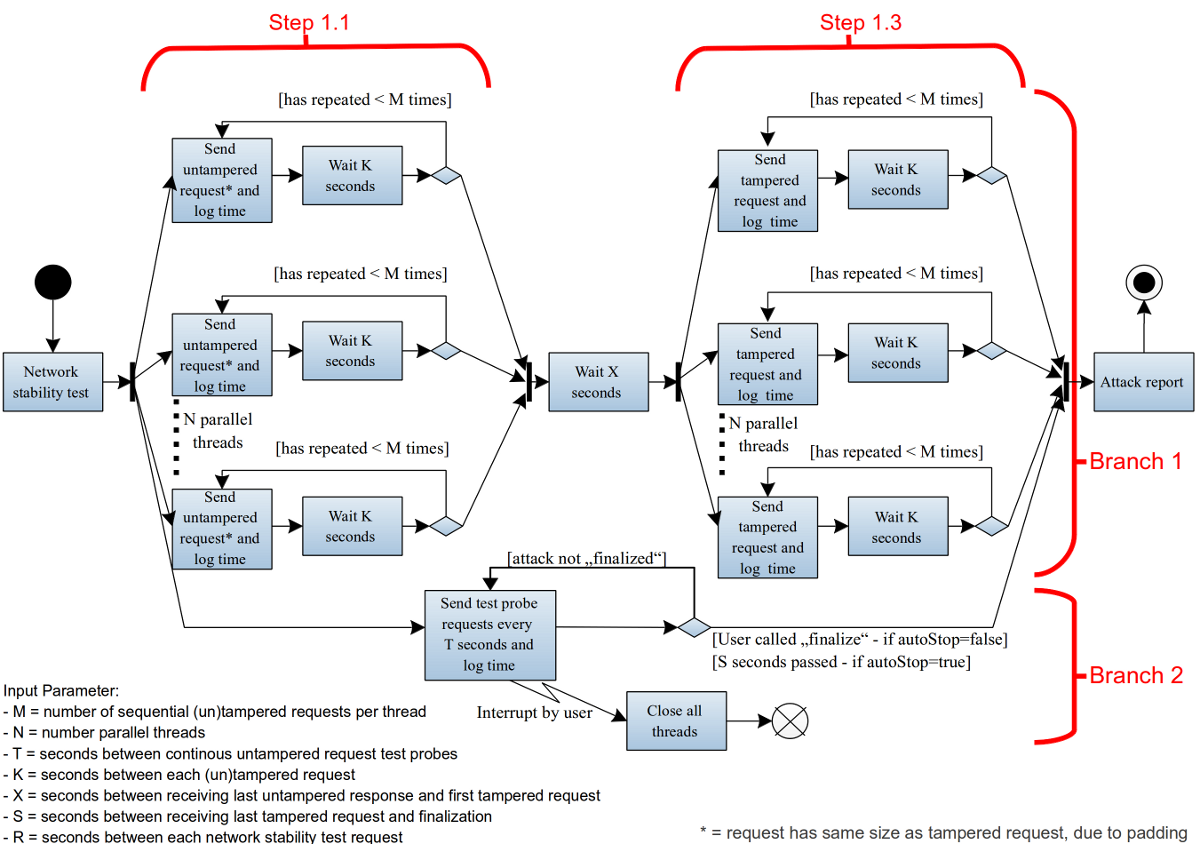 Step 1.1
Step 1.3
[has repeated < M times]
[has repeated < M times]
Send
untampered
request* and
log time
Wait K
seconds
Send
tampered
request and
log time
Wait K
seconds
[has repeated < M times]
[has repeated < M times]
Network
stability test
Send
untampered
request* and
log time
Wait K
seconds
Wait X
seconds
Send
tampered
request and
log time
Wait K
seconds
Attack report
N parallel
threads
N parallel
threads
[has repeated < M times]
[has repeated < M times]
Branch 1
Send
untampered
request* and
log time
Wait K
seconds
Send
tampered
request and
log time
Wait K
seconds
[attack not „finalized“]
Send test probe
requests every
T seconds and
log time
[User called „finalize“ - if autoStop=false]
[S seconds passed - if autoStop=true]
Branch 2
Interrupt by user
Close all
threads
Input Parameter:
- M = number of sequential (un)tampered requests per thread
- N = number parallel threads
- T = seconds between continous untampered request test probes
- K = seconds between each (un)tampered request
- X = seconds between receiving last untampered response and first tampered request
- S = seconds between receiving last tampered request and finalization
- R = seconds between each network stability test request
* = request has same size as tampered request, due to padding